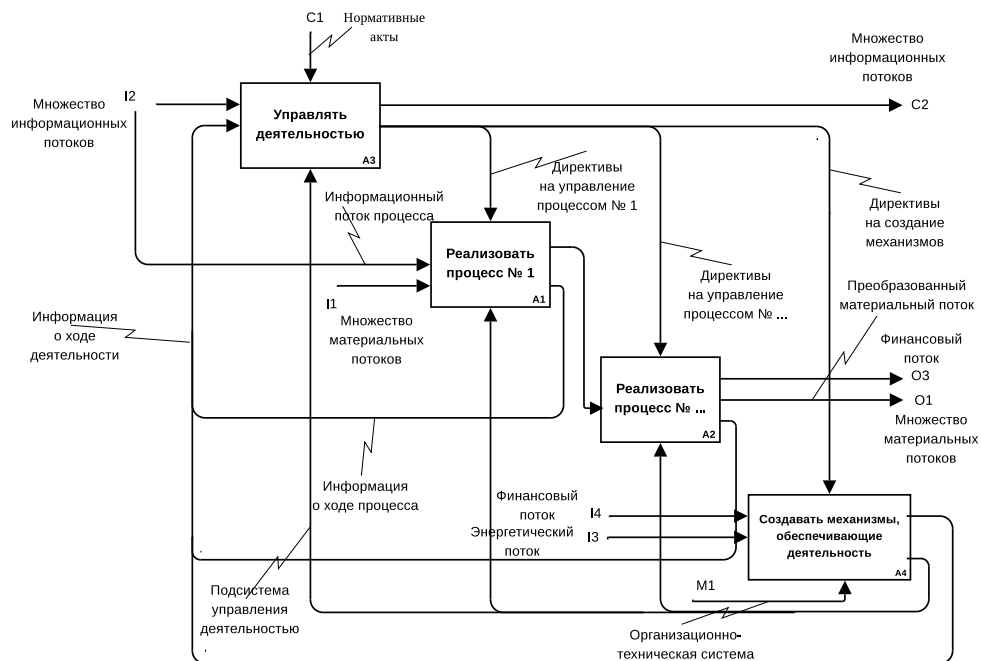 C1
Нормативные
акты
Множество
информационных
потоков
C2
I2
Множество
информационных
потоков
Управлять
деятельностью
A3
Директивы
на управление
процессом № 1
Информационный
поток процесса
Директивы
на создание
механизмов
Реализовать
процесс № 1
A1
I1
Множество
материальных
потоков
Директивы
на управление
процессом № ...
Преобразованный
материальный поток
Информация
о ходе
деятельности
Финансовый
поток
O3
O1
Множество
материальных
потоков
Реализовать
процесс № ...
A2
Информация
о ходе процесса
Финансовый
поток
I4
Энергетический
поток
I3
Создавать механизмы,
обеспечивающие
деятельность
A4
M1
Подсистема
управления
деятельностью
Организационно-
техническая система